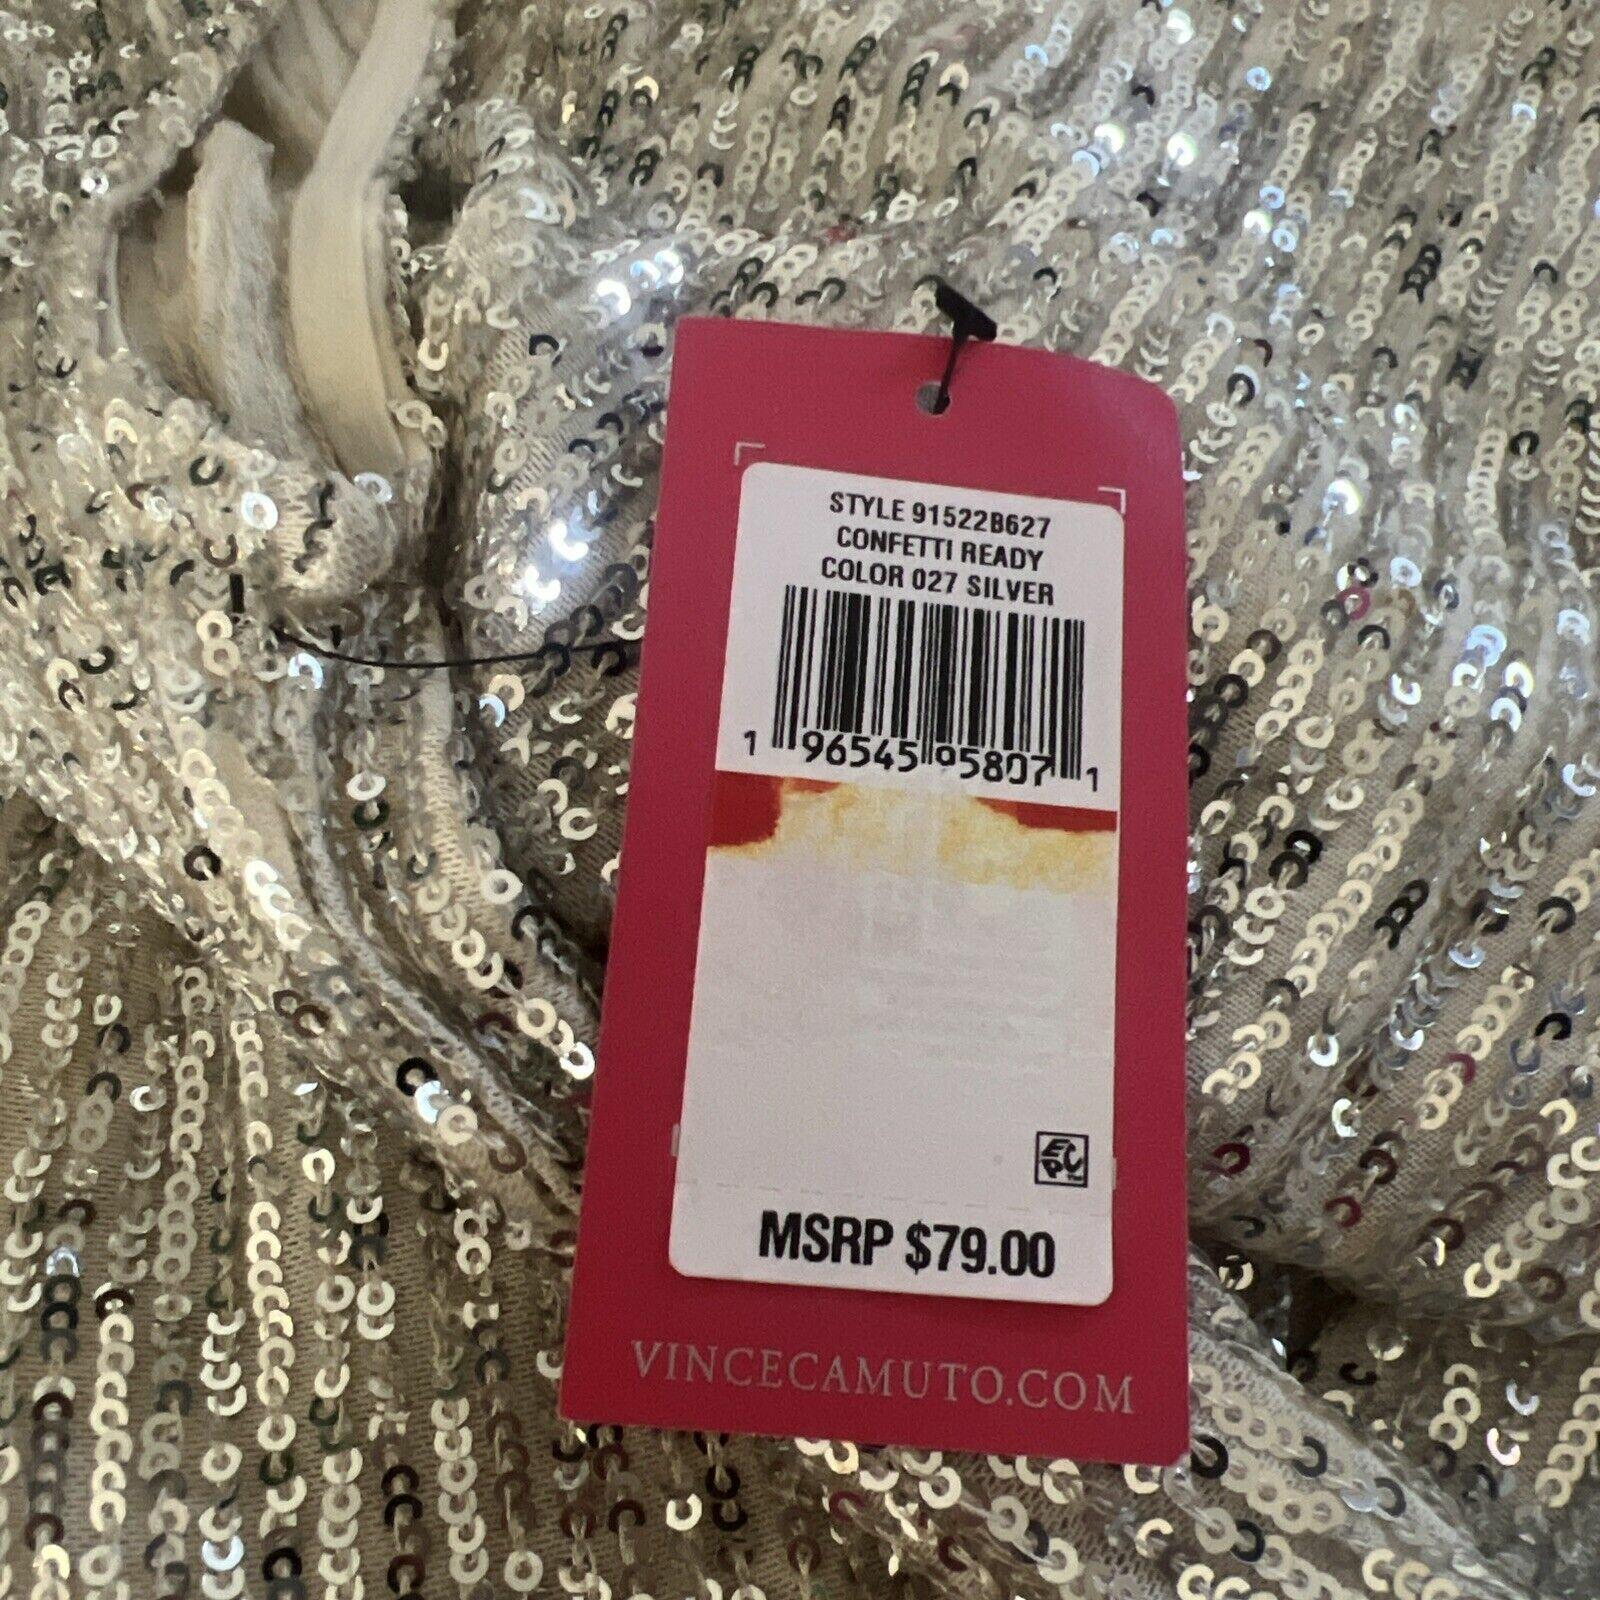 STYLE 91522B627
CONFETTI READY
COLOR 027 SILVER
1 96545 95807 1
MSRP $79.00
VINCECAMUTO.COM